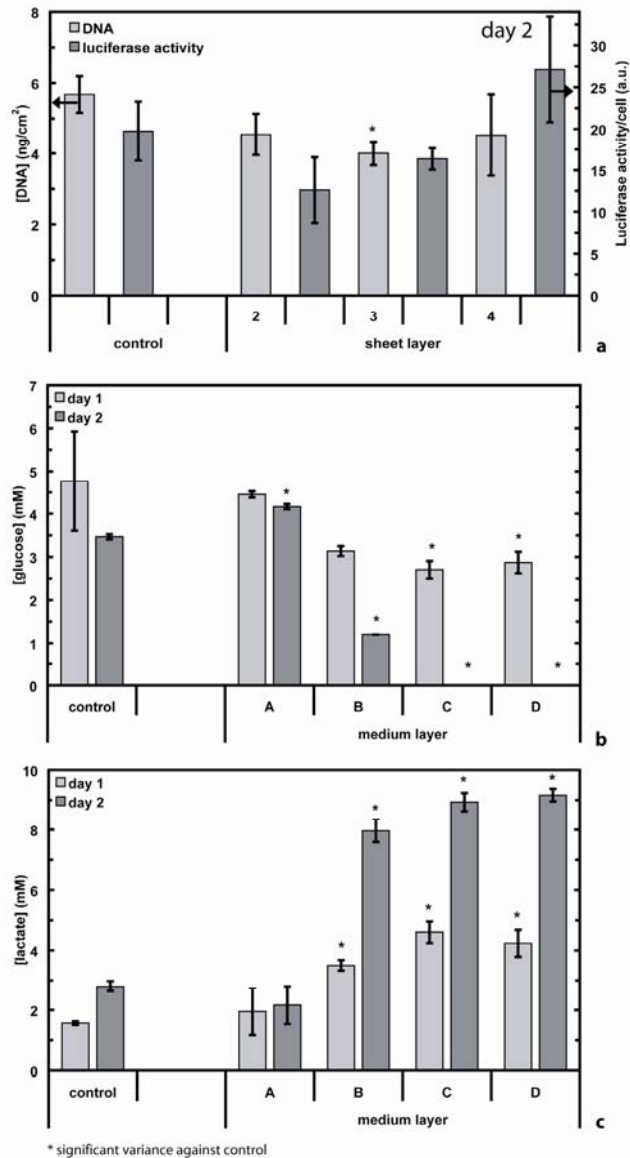 8
6
4
2
0
[DNA] (ng/cm²)
DNA
luciferase activity
day 2
*
35
30
25
20
15
10
5
0
Luciferase activity/cell (a.u.)
2 3 4
control sheet layer
a
7
6
5
4
3
2
1
0
[glucose] (mM)
day 1
day 2
*
*
*
*
*
*
control A B C D
medium layer
b
10
8
6
4
2
0
[lactate] (mM)
day 1
day 2
*
*
*
*
*
*
control A B C D
medium layer
c
* significant variance against control